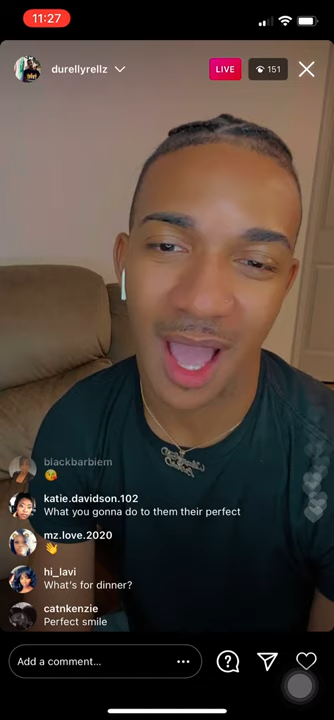 11:27
durellyrellz
LIVE
151
blackbarbiem
katie.davidson.102
What you gonna do to them their perfect
mz.love.2020
hi_lavi
What's for dinner?
catnkenzie
Perfect smile
Add a comment...